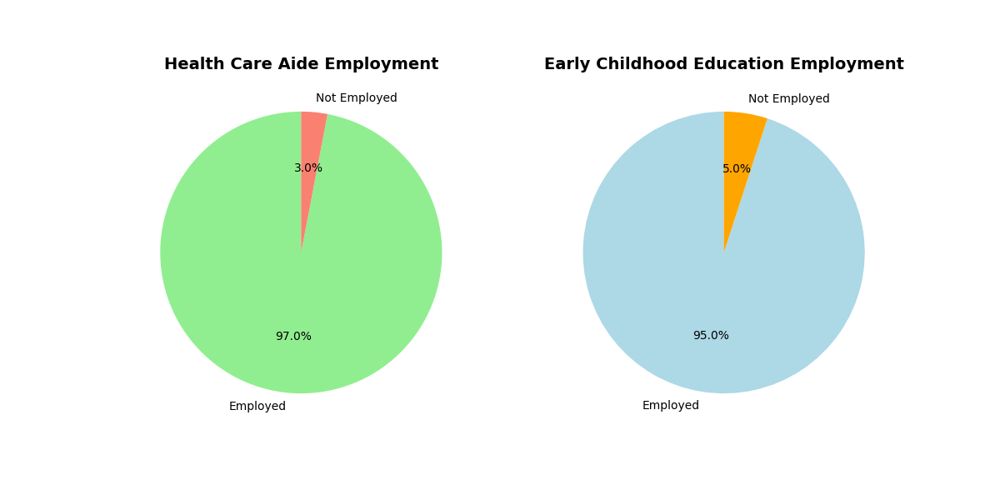 Health Care Aide Employment
Not Employed
3.0%
97.0%
Employed
Early Childhood Education Employment
Not Employed
5.0%
95.0%
Employed